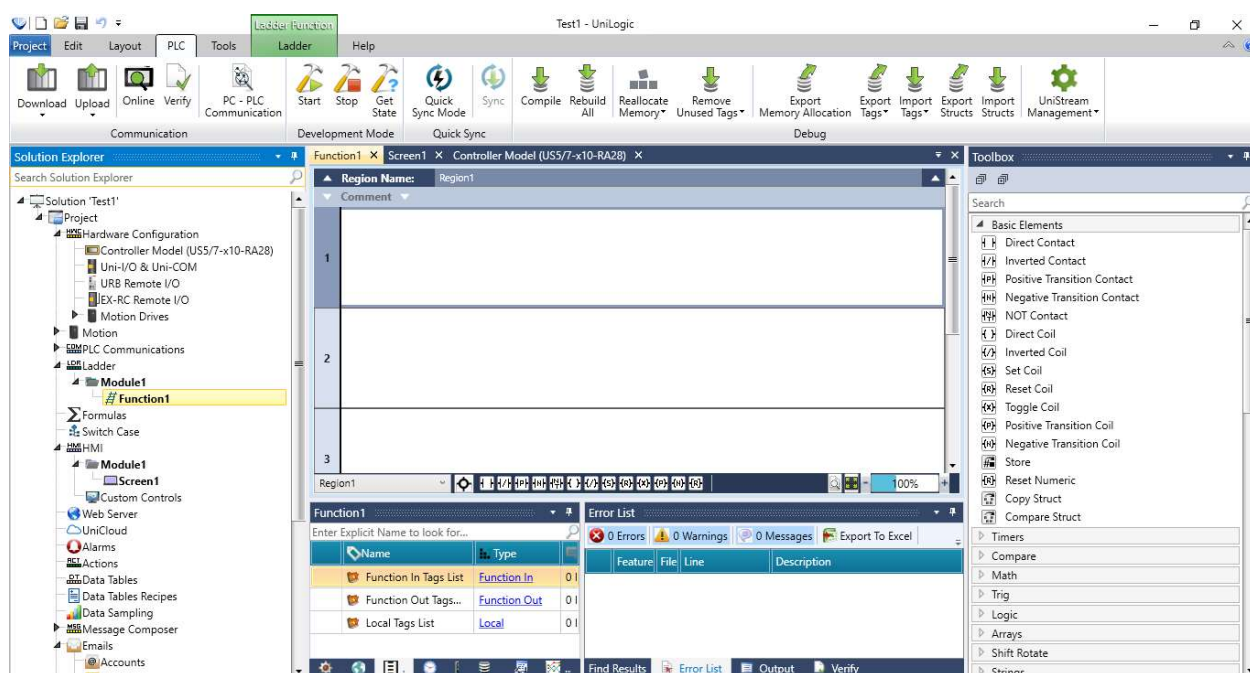 Ladder Function
Test1 - UniLogic
Project Edit Layout PLC Tools Ladder Help
Download Upload Online Verify PC - PLC Communication
Start Stop Get State
Quick Sync Mode Sync
Compile Rebuild All Reallocate Memory Remove Unused Tags Export Memory Allocation Export Tags Import Tags Export Structs Import Structs UniStream Management
Communication Development Mode Quick Sync Debug
Solution Explorer
Search Solution Explorer
Solution 'Test1'
Project
Hardware Configuration
Controller Model (US5/7-x10-RA28)
Uni-I/O & Uni-COM
URB Remote I/O
EX-RC Remote I/O
Motion Drives
Motion
PLC Communications
Ladder
Module1
Function1
Formulas
Switch Case
HMI
Module1
Screen1
Custom Controls
Web Server
UniCloud
Alarms
Actions
Data Tables
Data Tables Recipes
Data Sampling
Message Composer
Emails
Accounts
Function1 Screen1 Controller Model (US5/7-x10-RA28)
Region Name: Region1
Comment
1
2
3
Region1 100%
Function1
Enter Explicit Name to look for...
Name Type
Function In Tags List Function In 0
Function Out Tags... Function Out 0
Local Tags List Local 0
Error List
0 Errors 0 Warnings 0 Messages Export To Excel
Feature File Line Description
Find Results Error List Output Verify
Toolbox
Search
Basic Elements
Direct Contact
Inverted Contact
Positive Transition Contact
Negative Transition Contact
NOT Contact
Direct Coil
Inverted Coil
Set Coil
Reset Coil
Toggle Coil
Positive Transition Coil
Negative Transition Coil
Store
Reset Numeric
Copy Struct
Compare Struct
Timers
Compare
Math
Trig
Logic
Arrays
Shift Rotate
Strings